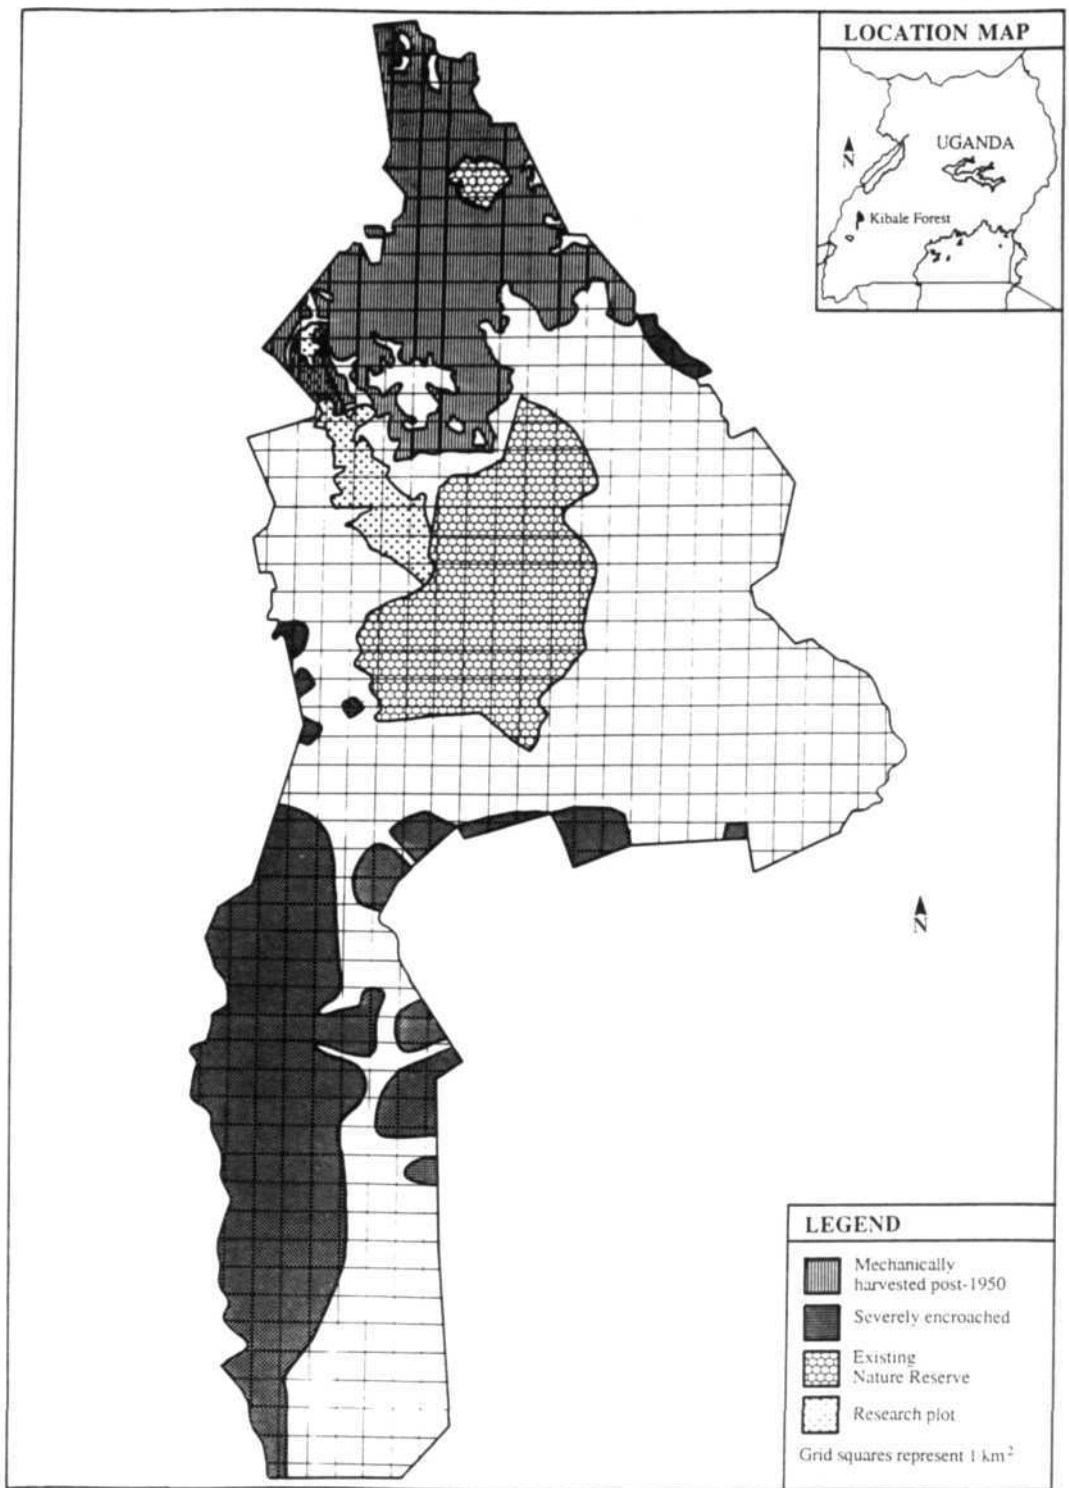 LOCATION MAP
UGANDA
N
Kibale Forest
N
LEGEND
Mechanically
harvested post-1950
Severely encroached
Existing
Nature Reserve
Research plot
Grid squares represent 1 km²